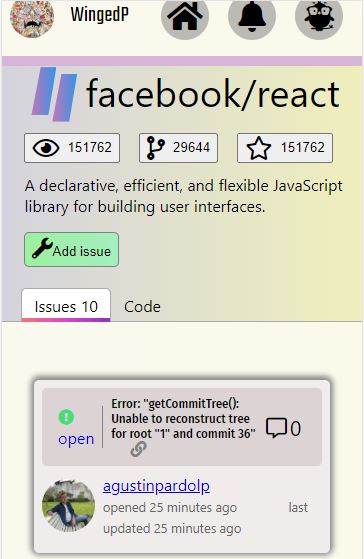 WingedP
facebook/react
151762 29644 151762
A declarative, efficient, and flexible JavaScript
library for building user interfaces.
Add issue
Issues 10 Code
Error: "getCommitTree():
Unable to reconstruct tree
for root "1" and commit 36"
open
0
agustinpardolp
opened 25 minutes ago last
updated 25 minutes ago